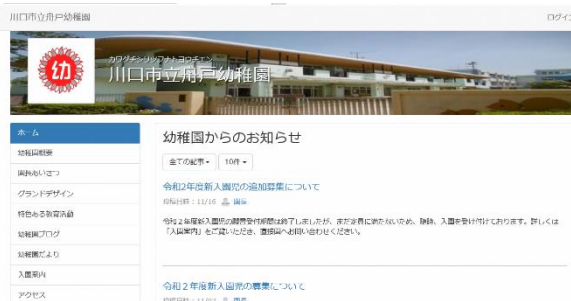 川口市立舟戸幼稚園
ログイン
幼
カワグチシリツフナトヨウチエン
川口市立舟戸幼稚園
ホーム
幼稚園概要
園長あいさつ
グランドデザイン
特色ある教育活動
幼稚園ブログ
幼稚園だより
入園案内
アクセス
幼稚園からのお知らせ
全ての記事 10件
令和2年度新入園児の追加募集について
投稿日時 : 11/16 園長
令和２年度新入園児の願書受付期間は終了しましたが、まだ定員に満たないため、随時、入園を受け付けております。詳しくは
「入園案内」をご覧いただき、直接園へお問い合わせください。
令和２年度新入園児の募集について